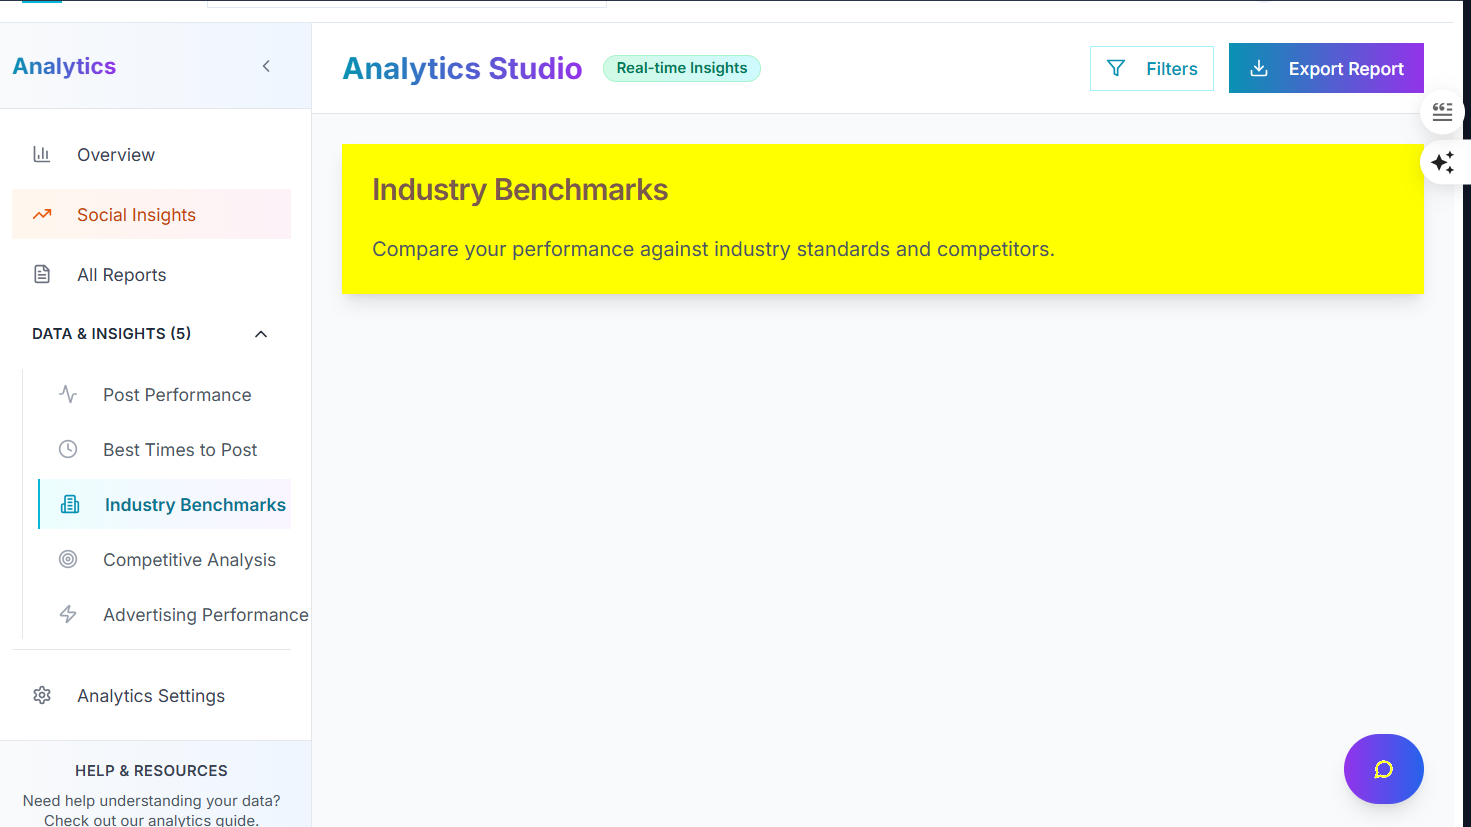 Analytics
Analytics Studio
Real-time Insights
Filters
Export Report
Overview
Social Insights
All Reports
DATA & INSIGHTS (5)
Post Performance
Best Times to Post
Industry Benchmarks
Competitive Analysis
Advertising Performance
Analytics Settings
HELP & RESOURCES
Need help understanding your data?
Check out our analytics guide.
Industry Benchmarks
Compare your performance against industry standards and competitors.